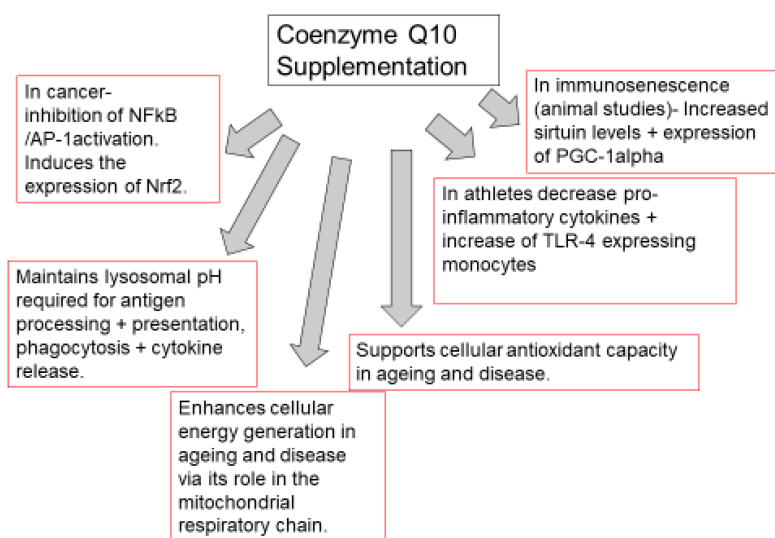 Coenzyme Q10
Supplementation
In cancer-
inhibition of NFkB
/AP-1activation.
Induces the
expression of Nrf2.
In immunosenescence
(animal studies)- Increased
sirtuin levels + expression
of PGC-1alpha
In athletes decrease pro-
inflammatory cytokines +
increase of TLR-4 expressing
monocytes
Maintains lysosomal pH
required for antigen
processing + presentation,
phagocytosis + cytokine
release.
Supports cellular antioxidant capacity
in ageing and disease.
Enhances cellular
energy generation in
ageing and disease
via its role in the
mitochondrial
respiratory chain.